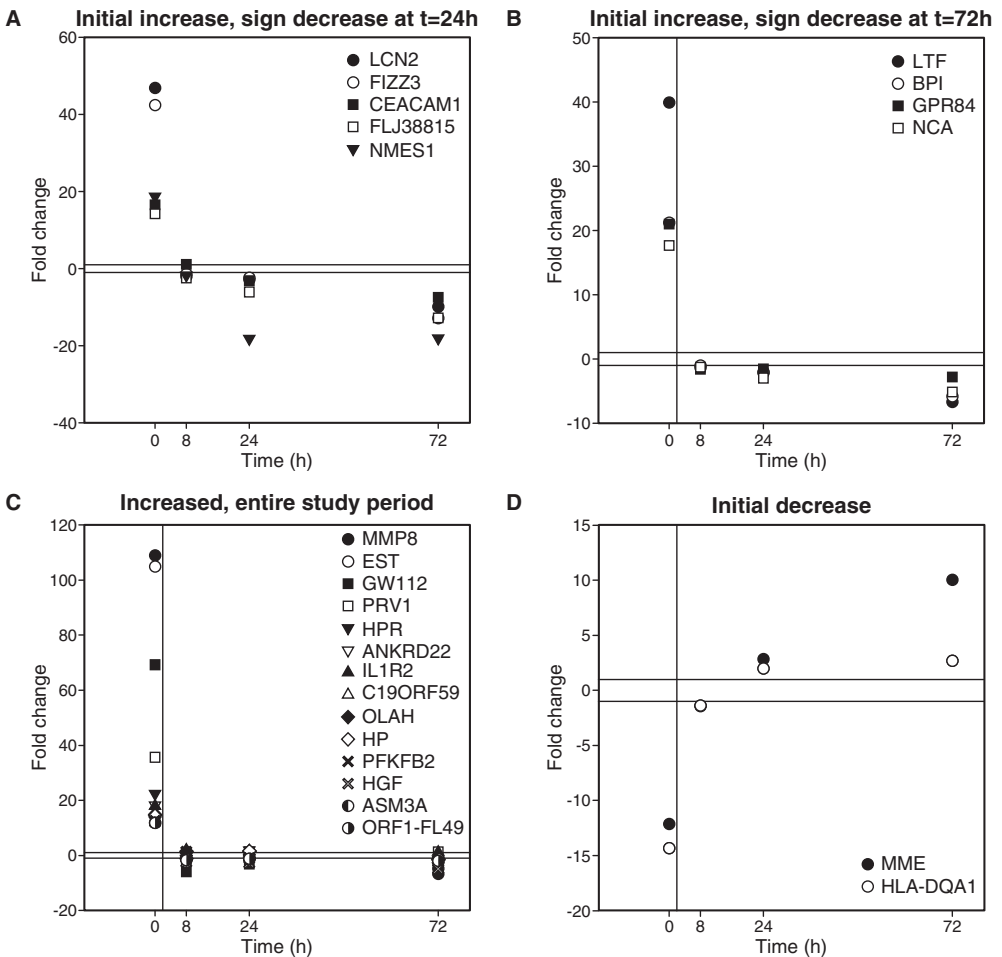 A
Initial increase, sign decrease at t=24h
60
40
20
0
-20
-40
Fold change
0 8 24 72
Time (h)
LCN2
FIZZ3
CEACAM1
FLJ38815
NMES1
B
Initial increase, sign decrease at t=72h
50
40
30
20
10
0
-10
Fold change
0 8 24 72
Time (h)
LTF
BPI
GPR84
NCA
C
Increased, entire study period
120
100
80
60
40
20
0
-20
Fold change
0 8 24 72
Time (h)
MMP8
EST
GW112
PRV1
HPR
ANKRD22
IL1R2
C19ORF59
OLAH
HP
PFKFB2
HGF
ASM3A
ORF1-FL49
D
Initial decrease
15
10
5
0
-5
-10
-15
-20
Fold change
0 8 24 72
Time (h)
MME
HLA-DQA1